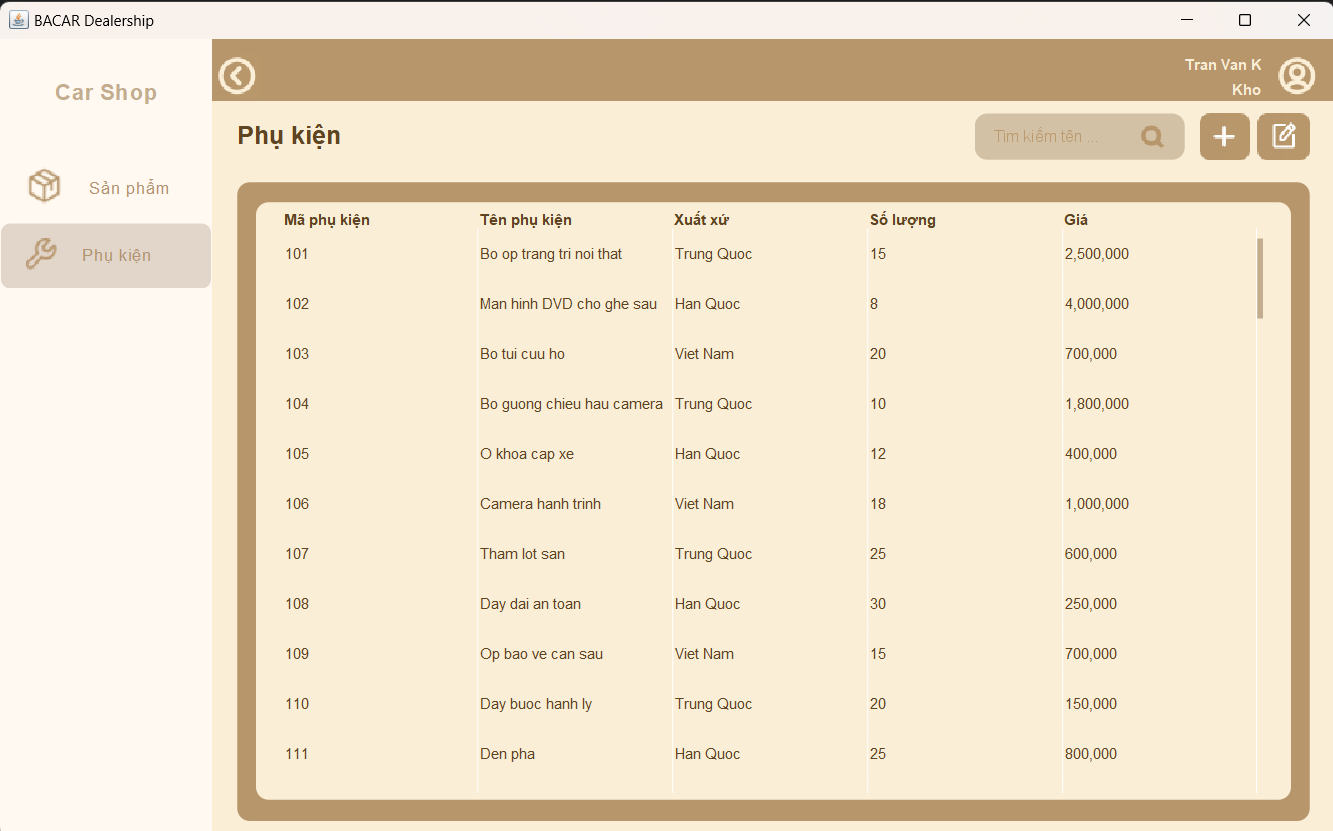 BACAR Dealership
Car Shop
Tran Van K
Kho
Phụ kiện
Tìm kiếm tên ...
Sản phẩm
Phụ kiện
Mã phụ kiện Tên phụ kiện Xuất xứ Số lượng Giá
101 Bo op trang tri noi that Trung Quoc 15 2,500,000
102 Man hinh DVD cho ghe sau Han Quoc 8 4,000,000
103 Bo tui cuu ho Viet Nam 20 700,000
104 Bo guong chieu hau camera Trung Quoc 10 1,800,000
105 O khoa cap xe Han Quoc 12 400,000
106 Camera hanh trinh Viet Nam 18 1,000,000
107 Tham lot san Trung Quoc 25 600,000
108 Day dai an toan Han Quoc 30 250,000
109 Op bao ve can sau Viet Nam 15 700,000
110 Day buoc hanh ly Trung Quoc 20 150,000
111 Den pha Han Quoc 25 800,000